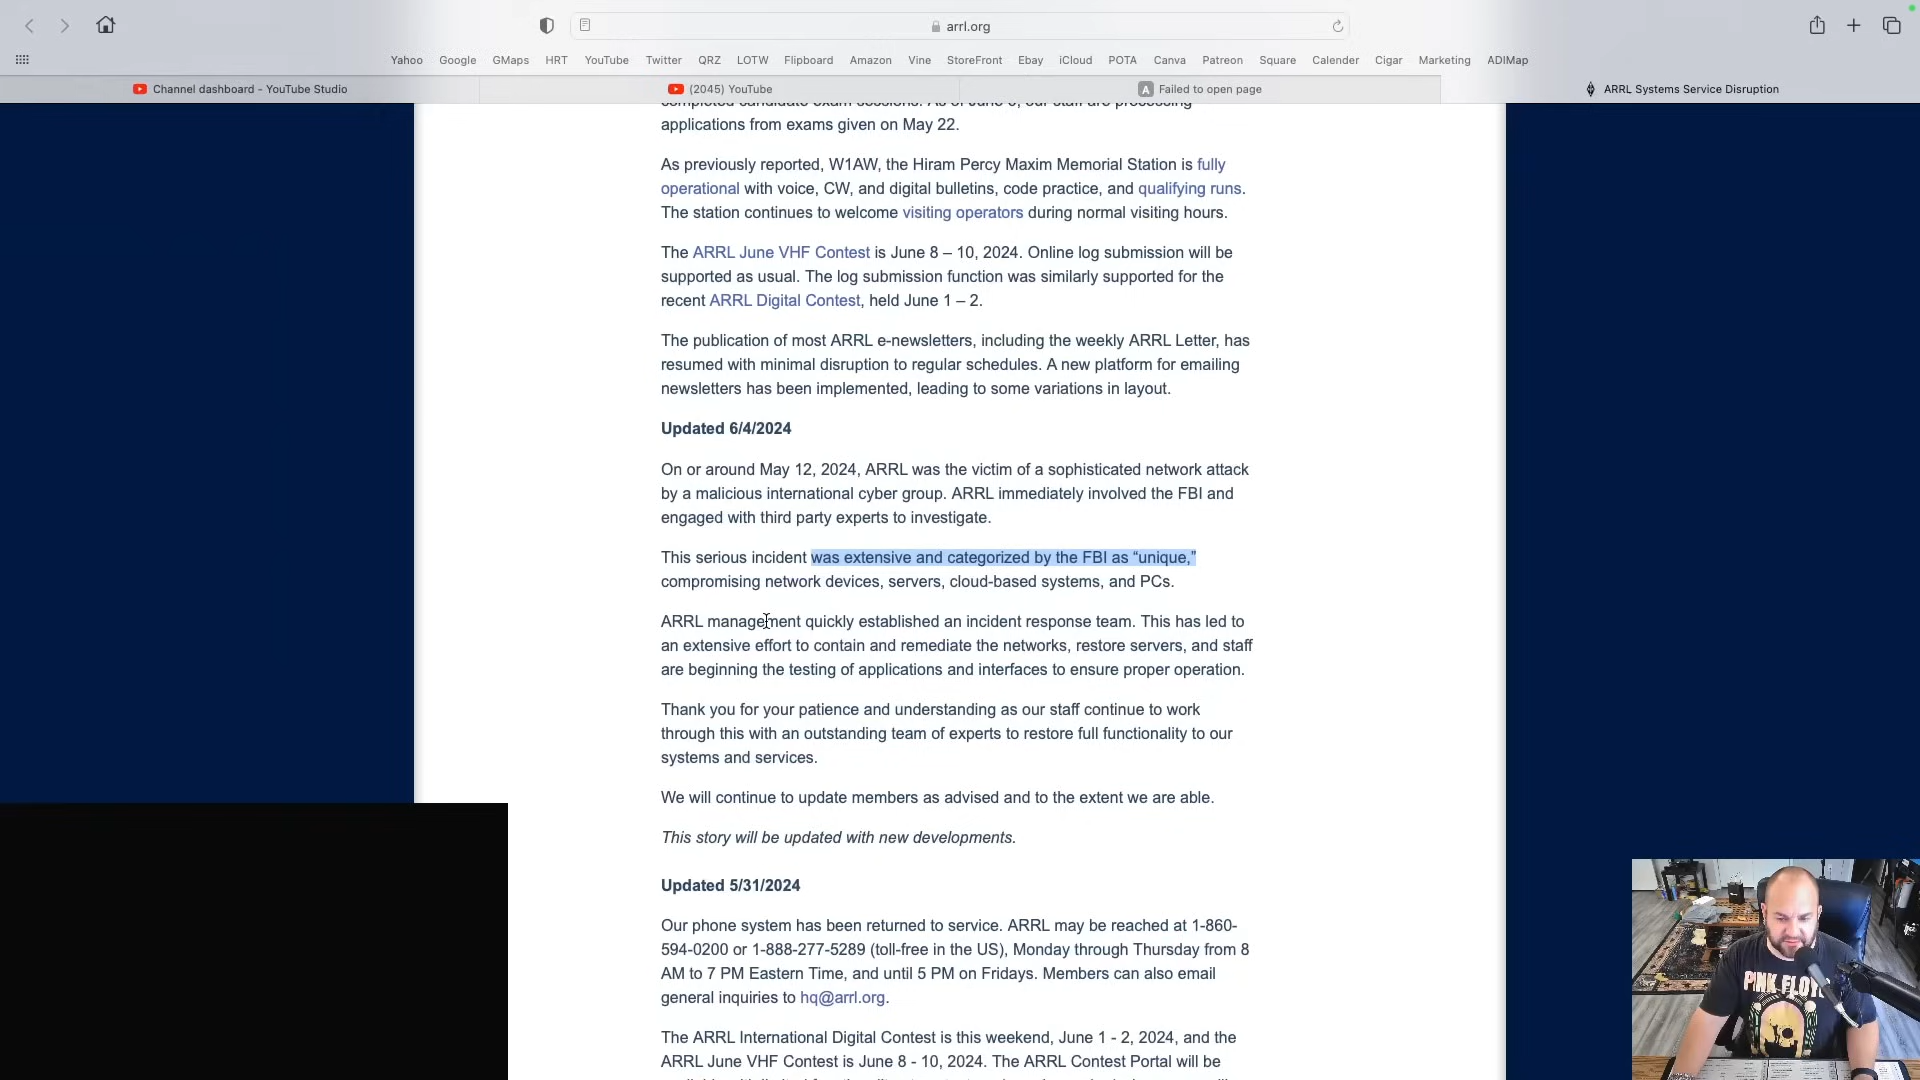 arrl.org
Yahoo Google GMaps HRT YouTube Twitter QRZ LOTW Flipboard Amazon Vine StoreFront Ebay iCloud POTA Canva Patreon Square Calender Cigar Marketing ADIMap
Channel dashboard - YouTube Studio (2045) YouTube A Failed to open page ARRL Systems Service Disruption
completed candidate exam sessions. As of June 6, our staff are processing
applications from exams given on May 22.
As previously reported, W1AW, the Hiram Percy Maxim Memorial Station is fully
operational with voice, CW, and digital bulletins, code practice, and qualifying runs.
The station continues to welcome visiting operators during normal visiting hours.
The ARRL June VHF Contest is June 8 – 10, 2024. Online log submission will be
supported as usual. The log submission function was similarly supported for the
recent ARRL Digital Contest, held June 1 – 2.
The publication of most ARRL e-newsletters, including the weekly ARRL Letter, has
resumed with minimal disruption to regular schedules. A new platform for emailing
newsletters has been implemented, leading to some variations in layout.
Updated 6/4/2024
On or around May 12, 2024, ARRL was the victim of a sophisticated network attack
by a malicious international cyber group. ARRL immediately involved the FBI and
engaged with third party experts to investigate.
This serious incident was extensive and categorized by the FBI as “unique,”
compromising network devices, servers, cloud-based systems, and PCs.
ARRL management quickly established an incident response team. This has led to
an extensive effort to contain and remediate the networks, restore servers, and staff
are beginning the testing of applications and interfaces to ensure proper operation.
Thank you for your patience and understanding as our staff continue to work
through this with an outstanding team of experts to restore full functionality to our
systems and services.
We will continue to update members as advised and to the extent we are able.
This story will be updated with new developments.
Updated 5/31/2024
Our phone system has been returned to service. ARRL may be reached at 1-860-
594-0200 or 1-888-277-5289 (toll-free in the US), Monday through Thursday from 8
AM to 7 PM Eastern Time, and until 5 PM on Fridays. Members can also email
general inquiries to hq@arrl.org.
The ARRL International Digital Contest is this weekend, June 1 - 2, 2024, and the
ARRL June VHF Contest is June 8 - 10, 2024. The ARRL Contest Portal will be
PINK FLOY